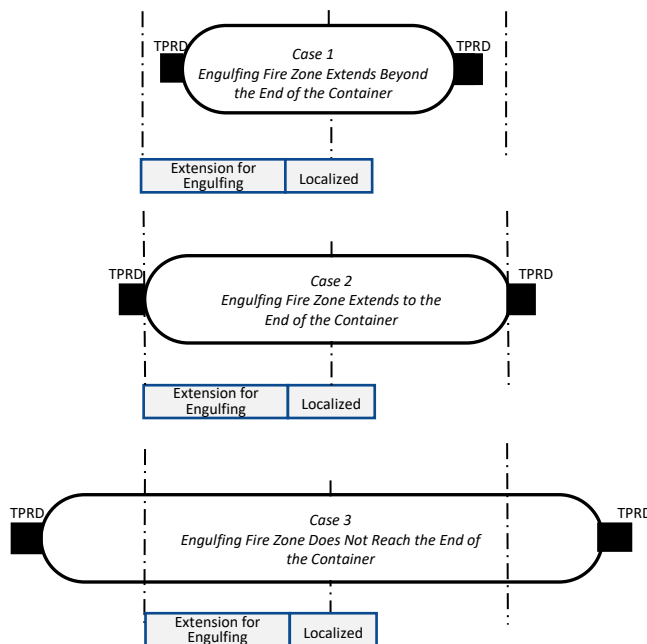 TPRD
TPRD
Case 1
Engulfing Fire Zone Extends Beyond
the End of the Container
Extension for
Engulfing
Localized
TPRD
TPRD
Case 2
Engulfing Fire Zone Extends to the
End of the Container
Extension for
Engulfing
Localized
TPRD
TPRD
Case 3
Engulfing Fire Zone Does Not Reach the End of
the Container
Extension for
Engulfing
Localized